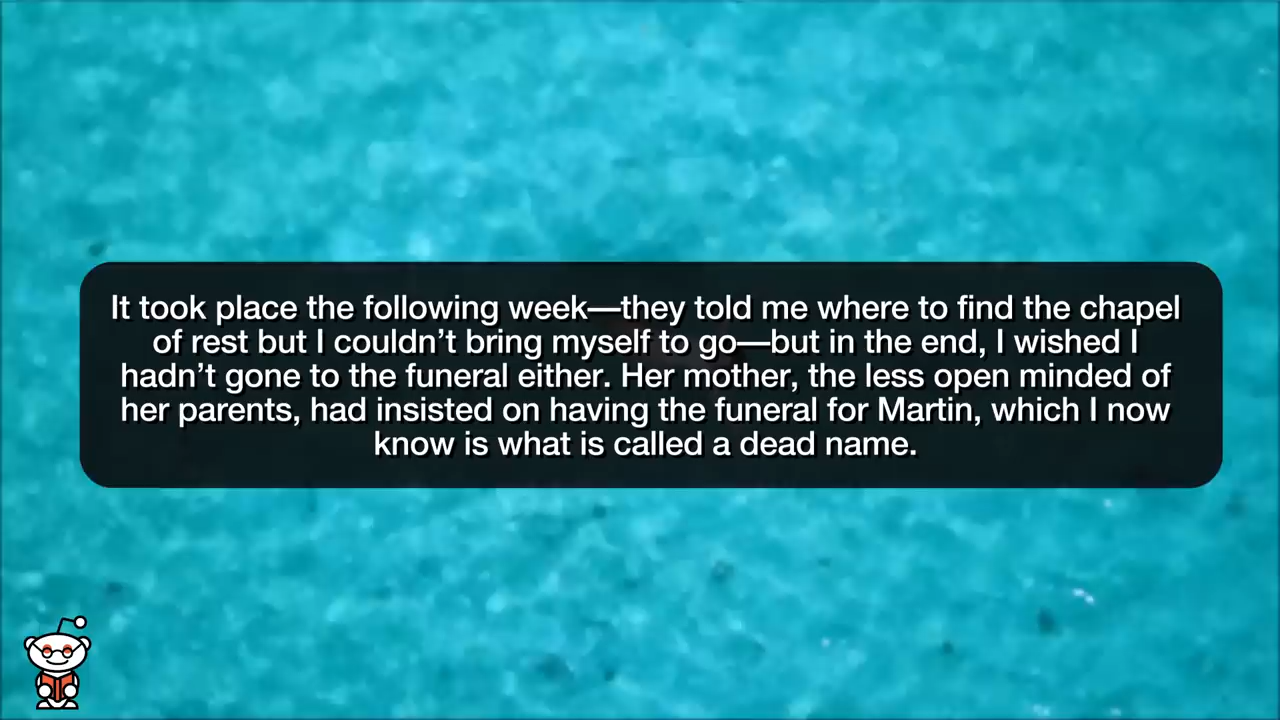 It took place the following week—they told me where to find the chapel
of rest but I couldn’t bring myself to go—but in the end, I wished I
hadn’t gone to the funeral either. Her mother, the less open minded of
her parents, had insisted on having the funeral for Martin, which I now
know is what is called a dead name.